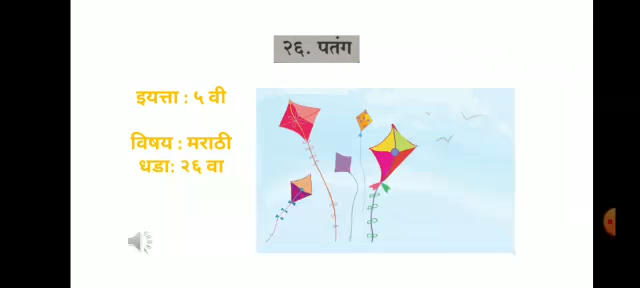 २६. पतंग
इयत्ता : ५ वी
विषय : मराठी
धडा: २६ वा